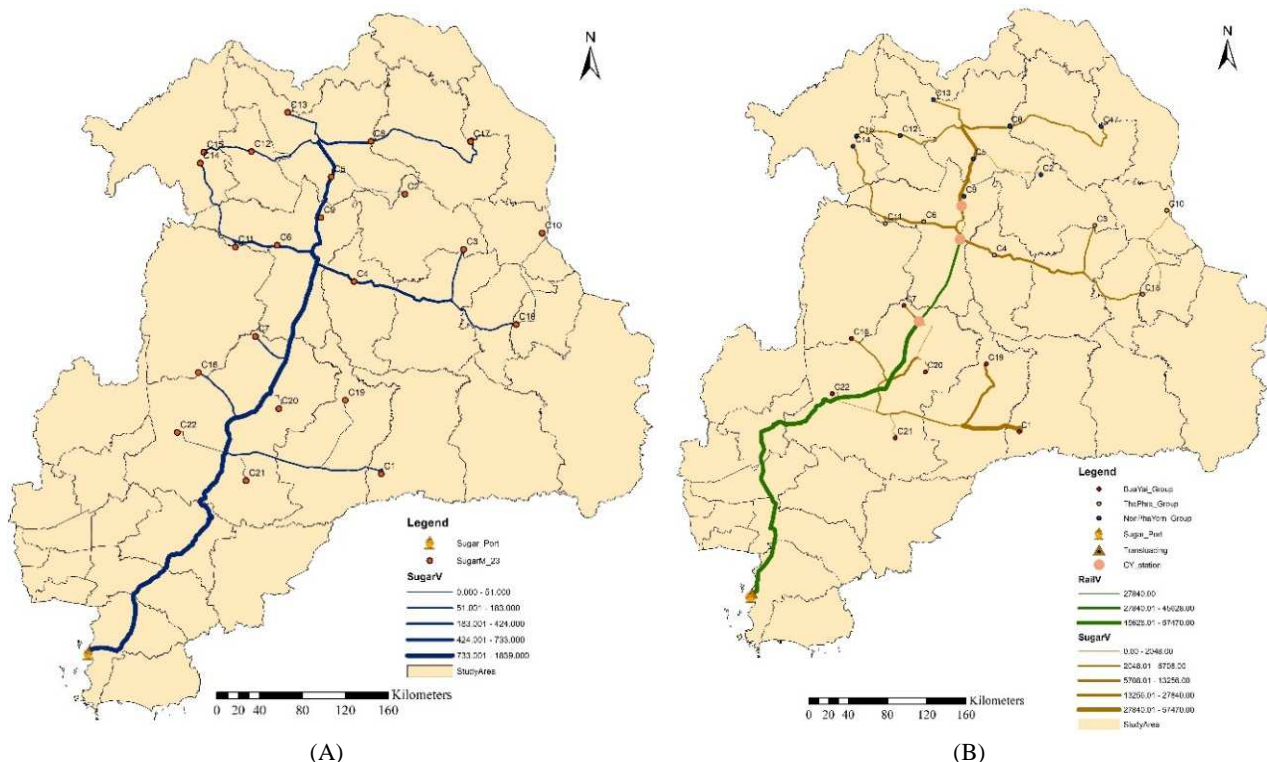 N
C13
C8
C17
C15
C12
C14
C5
C2
C9
C10
C11
C6
C3
C4
C18
C7
C16
C20
C19
C22
C21
C1
Legend
Sugar_Port
SugarM_23
SugarV
0.000 - 51.000
51.001 - 183.000
183.001 - 424.000
424.001 - 733.000
733.001 - 1839.000
StudyArea
Kilometers
0 20 40 80 120 160
(A)
N
C13
C8
C12
C14
C2
C9
C10
C6
C3
C4
C18
C7
C16
C19
C20
C22
C21
C1
Legend
BuaYai_Group
ThaPhra_Group
NonPhaYom_Group
Sugar_Port
Transloading
CY_station
RailV
27840.00
SugarV
0.00 - 2048.00
StudyArea
Kilometers
0 20 40 80 120 160
(B)